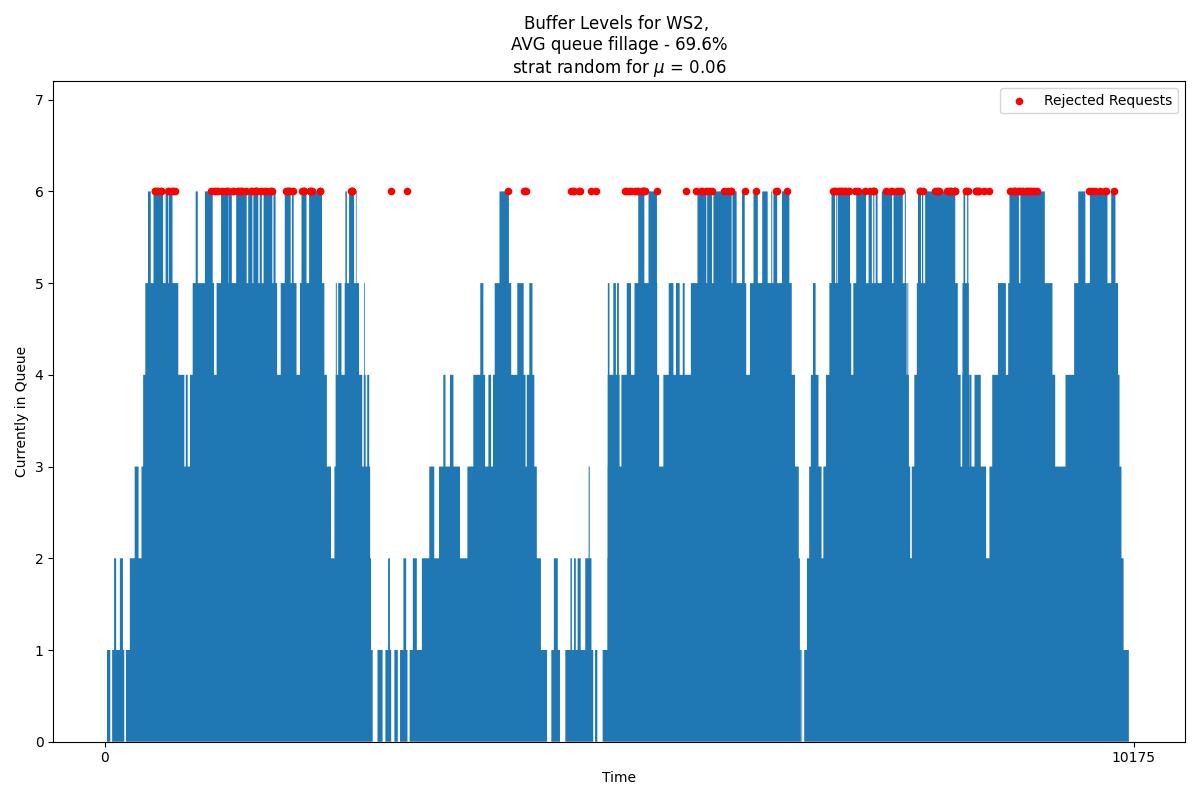 Buffer Levels for WS2,
AVG queue fillage - 69.6%
strat random for μ = 0.06
Rejected Requests
7
6
5
4
3
2
1
0
Currently in Queue
0
10175
Time